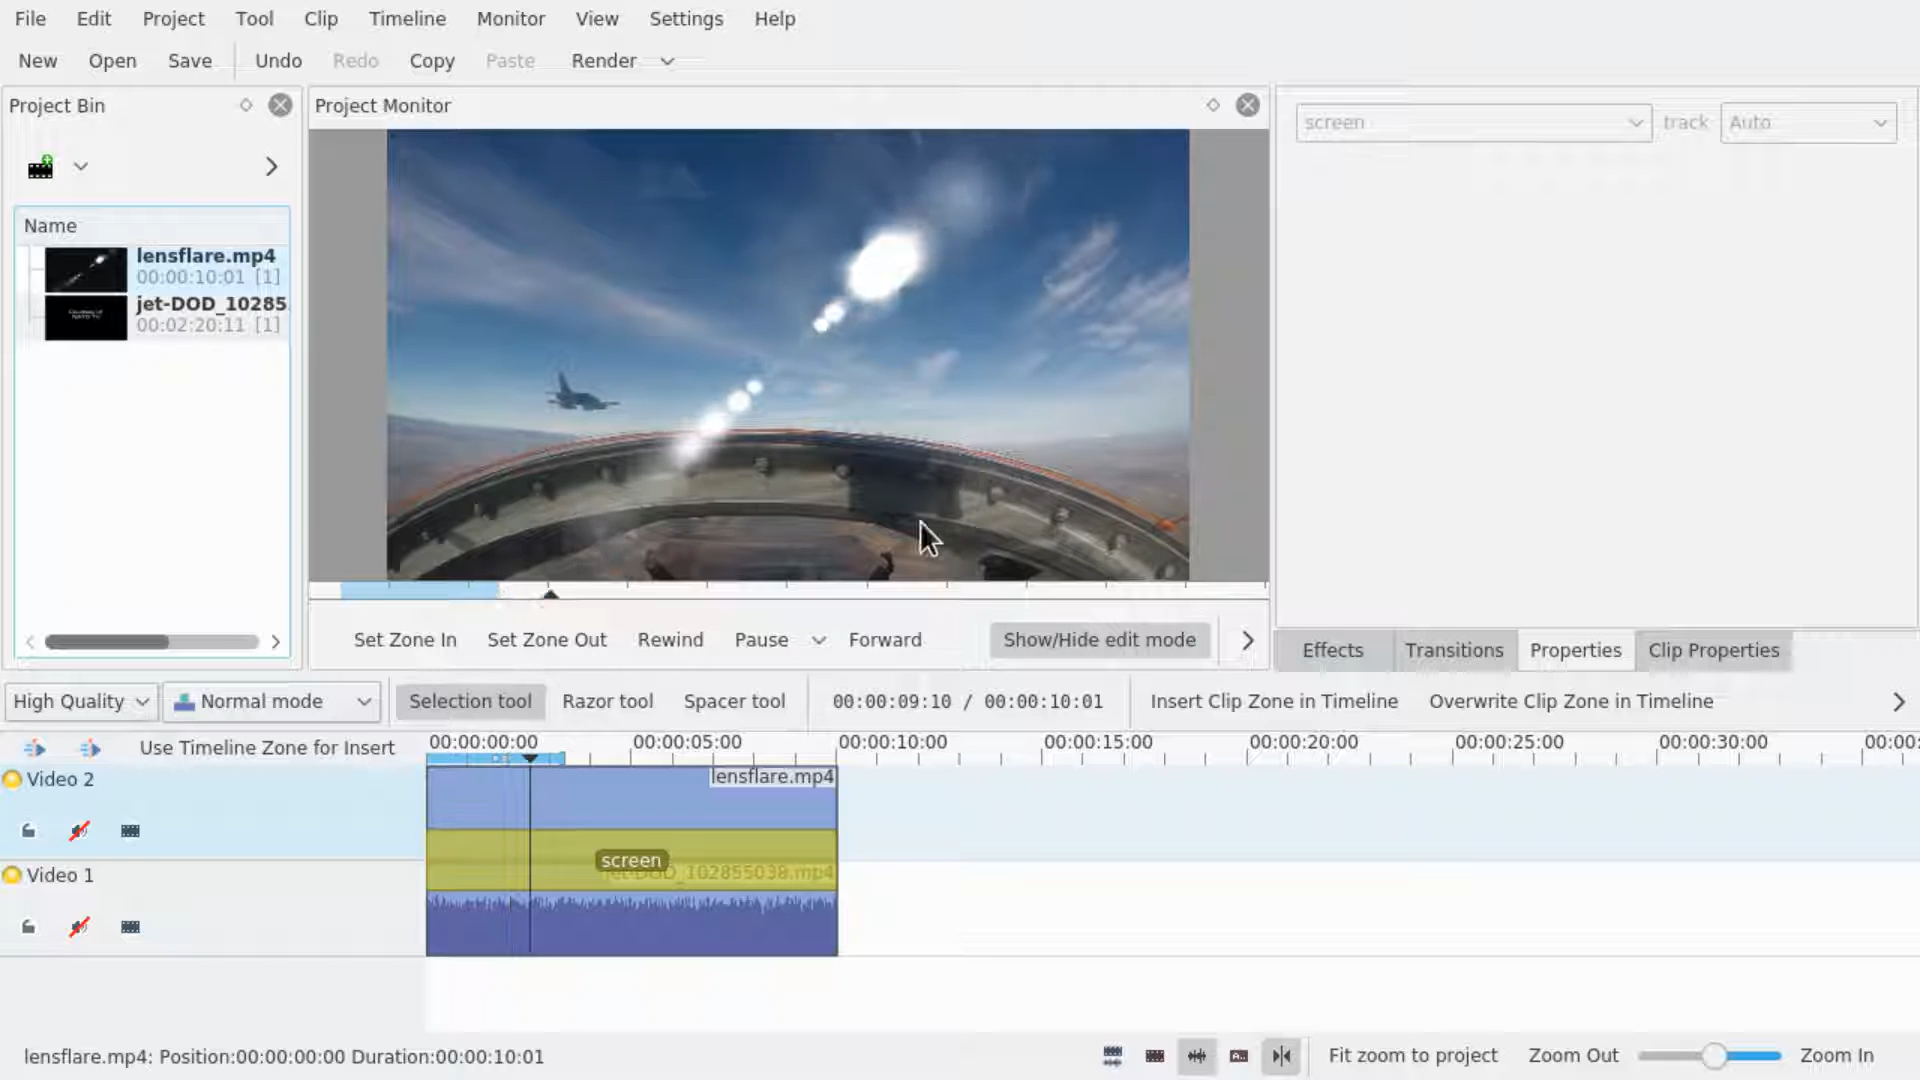 File Edit Project Tool Clip Timeline Monitor View Settings Help
New Open Save Undo Redo Copy Paste Render
Project Bin
Project Monitor
screen track Auto
Name
lensflare.mp4
00:00:10:01 [1]
jet-DOD_10285
00:02:20:11 [1]
Set Zone In Set Zone Out Rewind Pause Forward Show/Hide edit mode
Effects Transitions Properties Clip Properties
High Quality Normal mode Selection tool Razor tool Spacer tool 00:00:09:10 / 00:00:10:01 Insert Clip Zone in Timeline Overwrite Clip Zone in Timeline
Use Timeline Zone for Insert 00:00:00:00 00:00:05:00 00:00:10:00 00:00:15:00 00:00:20:00 00:00:25:00 00:00:30:00 00:00:
Video 2
lensflare.mp4
screen
jet-DOD_102855038.mp4
Video 1
lensflare.mp4: Position:00:00:00:00 Duration:00:00:10:01 Fit zoom to project Zoom Out Zoom In